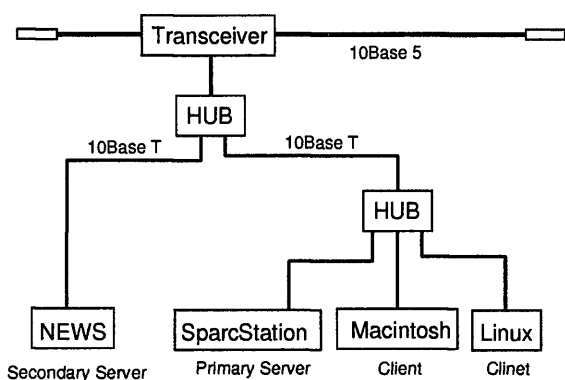 Transceiver
10Base 5
HUB
10Base T
10Base T
HUB
NEWS
SparcStation
Macintosh
Linux
Secondary Server
Primary Server
Client
Clinet